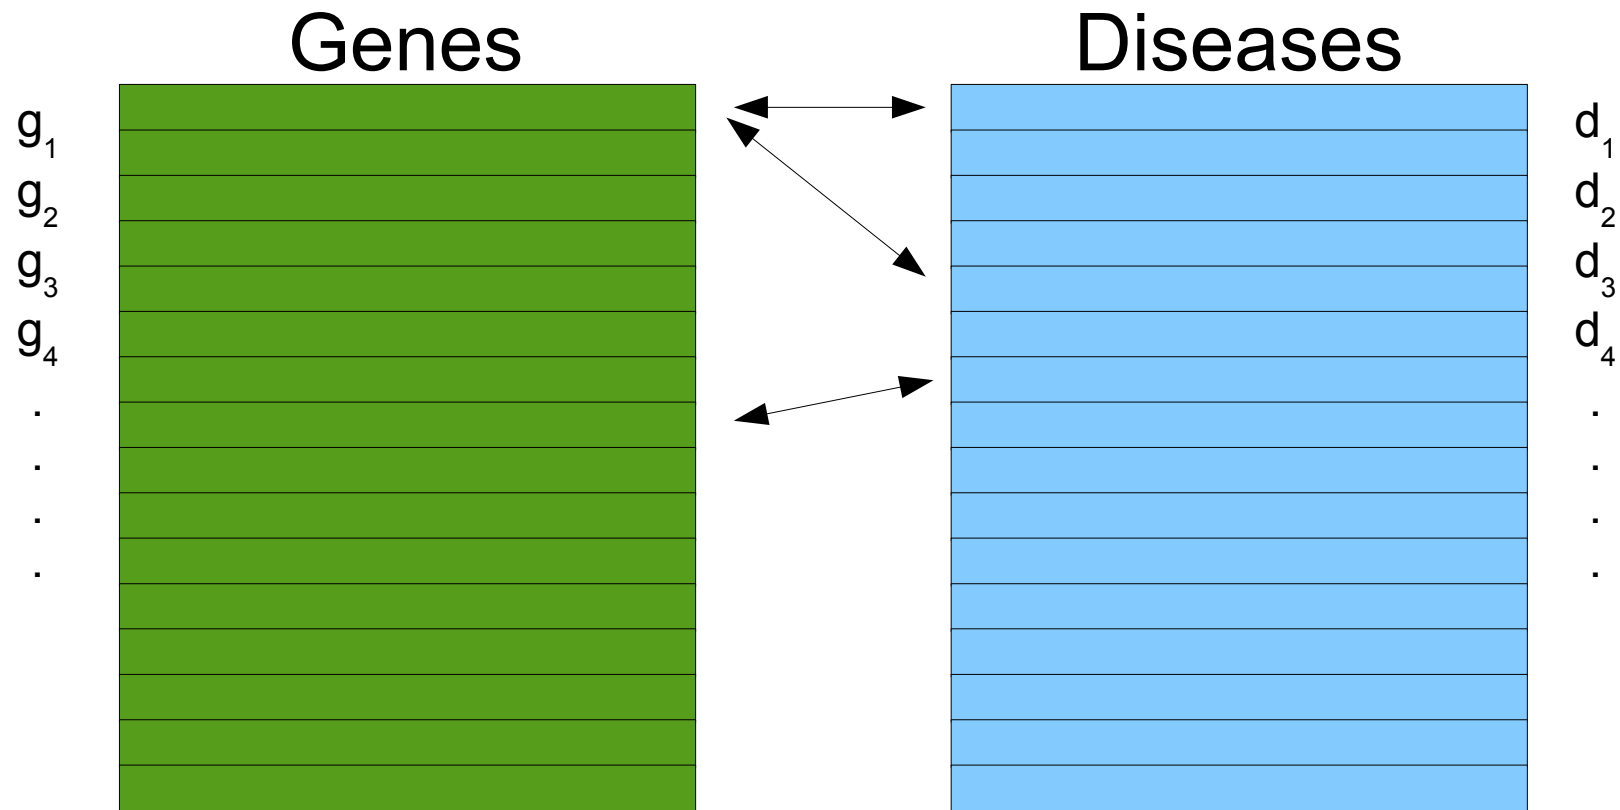 Genes Diseases
g1 d1
g2 d2
g3 d3
g4 d4
. .
. .
. .
. .